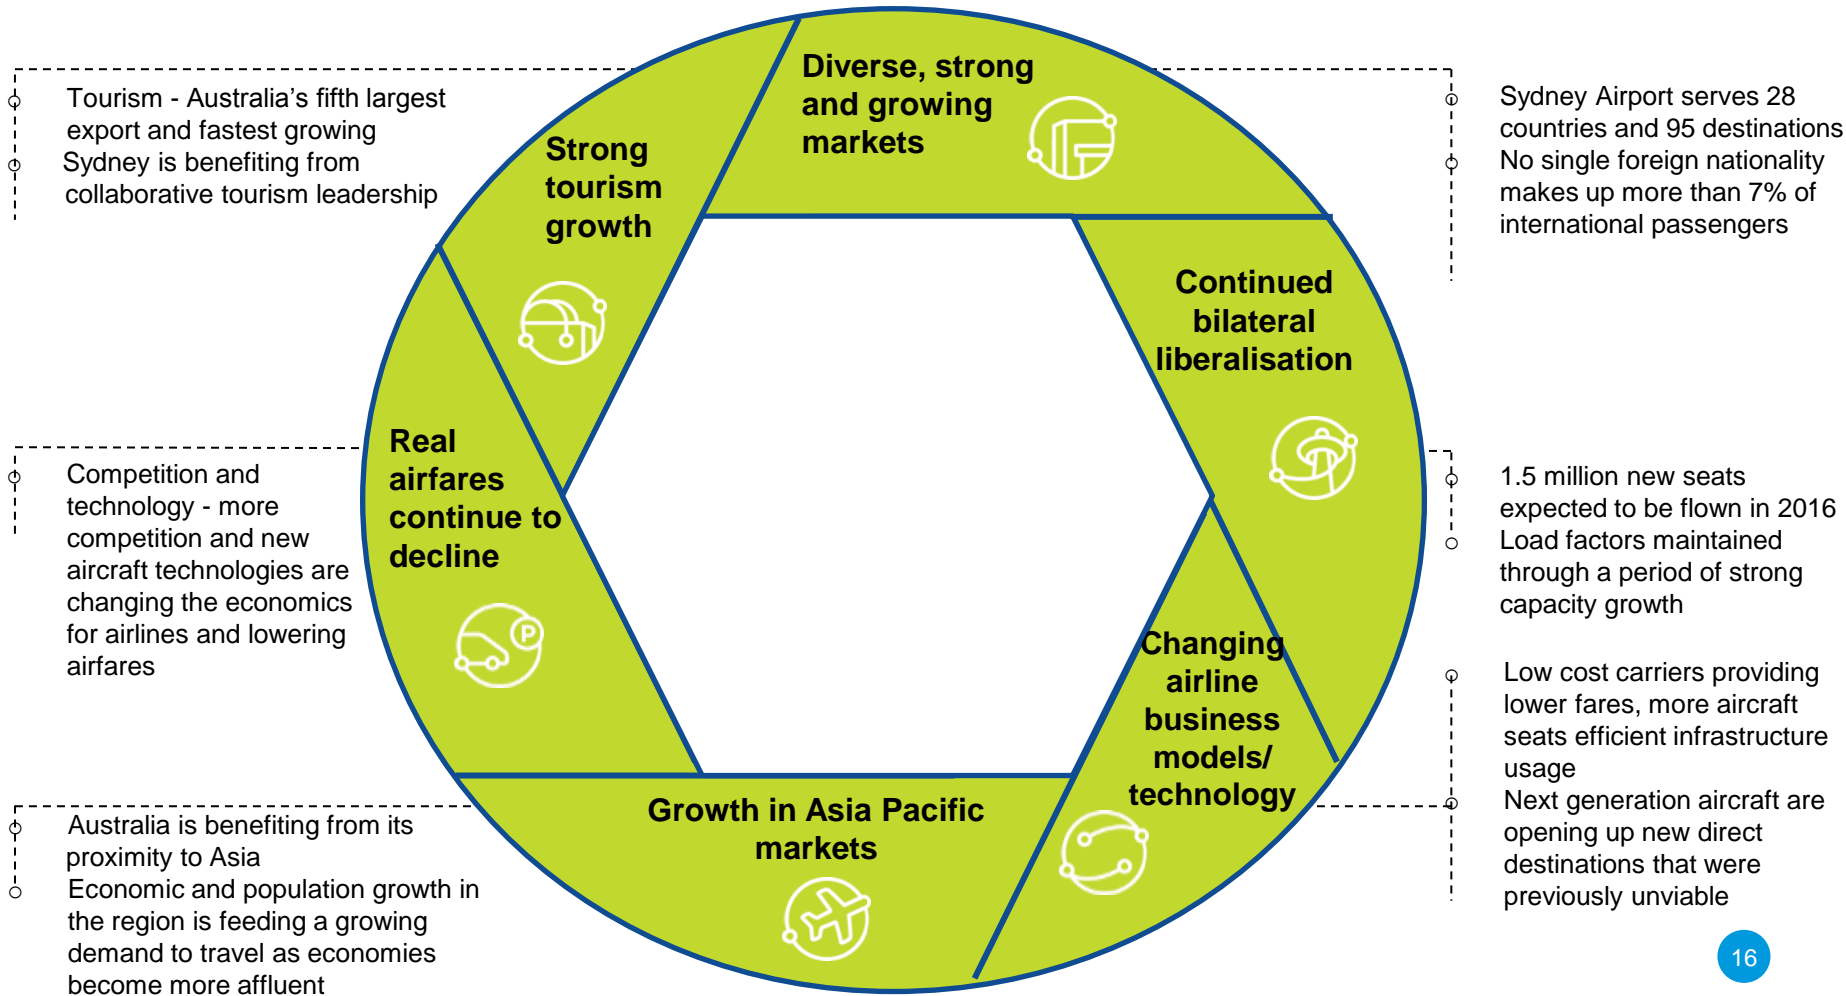 Diverse, strong
and growing
markets
Sydney Airport serves 28
countries and 95 destinations
No single foreign nationality
makes up more than 7% of
international passengers
Continued
bilateral
liberalisation
1.5 million new seats
expected to be flown in 2016
Load factors maintained
through a period of strong
capacity growth
Changing
airline
business
models/
technology
Low cost carriers providing
lower fares, more aircraft
seats efficient infrastructure
usage
Next generation aircraft are
opening up new direct
destinations that were
previously unviable
Growth in Asia Pacific
markets
Australia is benefiting from its
proximity to Asia
Economic and population growth in
the region is feeding a growing
demand to travel as economies
become more affluent
Real
airfares
continue to
decline
P
Competition and
technology - more
competition and new
aircraft technologies are
changing the economics
for airlines and lowering
airfares
Strong
tourism
growth
Tourism - Australia’s fifth largest
export and fastest growing
Sydney is benefiting from
collaborative tourism leadership
16